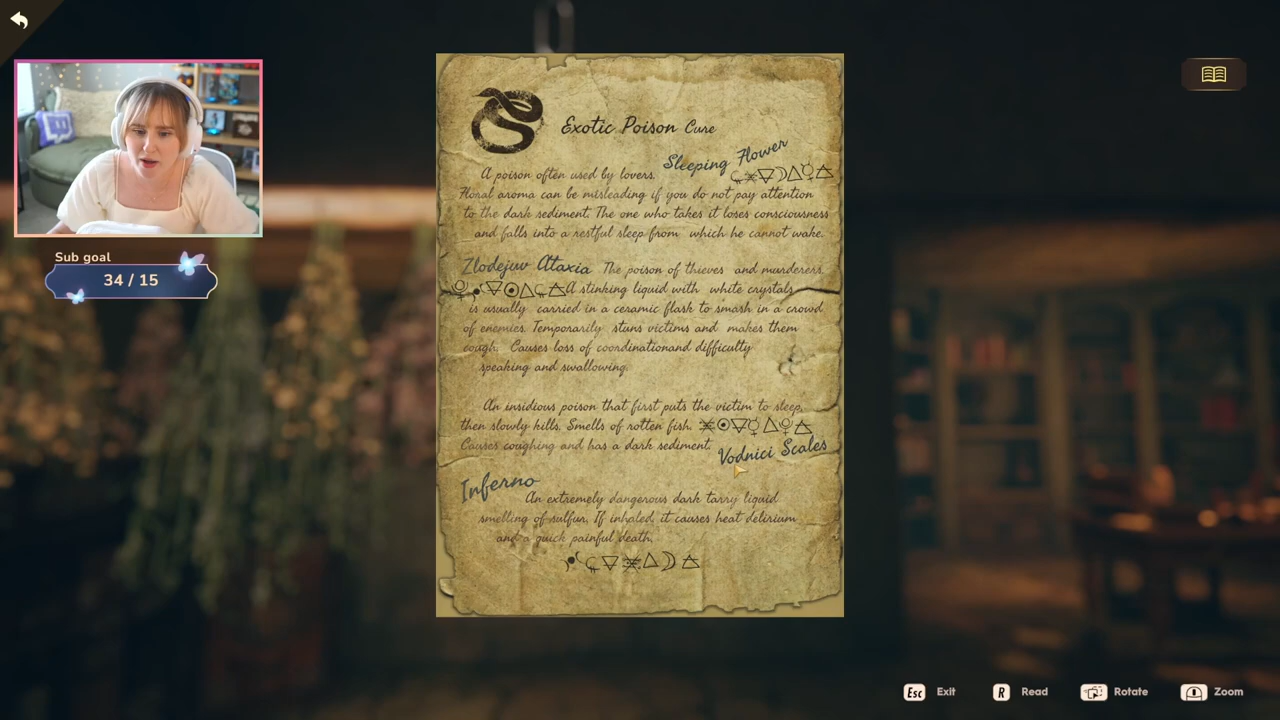 Sub goal
34 / 15
Exotic Poison Cure
Sleeping Flower
A poison often used by lovers.
Floral aroma can be misleading if you do not pay attention
to the dark sediment. The one who takes it loses consciousness
and falls into a restful sleep from which he cannot wake.
Zlodejuv Ataxia The poison of thieves and murderers.
A stinking liquid with white crystals
is usually carried in a ceramic flask to smash in a crowd
of enemies. Temporarily stuns victims and makes them
cough. Causes loss of coordinationand difficulty
speaking and swallowing.
An insidious poison that first puts the victim to sleep,
then slowly kills. Smells of rotten fish.
Causes coughing and has a dark sediment.
Vodnici Scales
Inferno
An extremely dangerous dark tarry liquid
smelling of sulfur. If inhaled, it causes heat delirium
and a quick painful death.
Esc Exit R Read Rotate Zoom